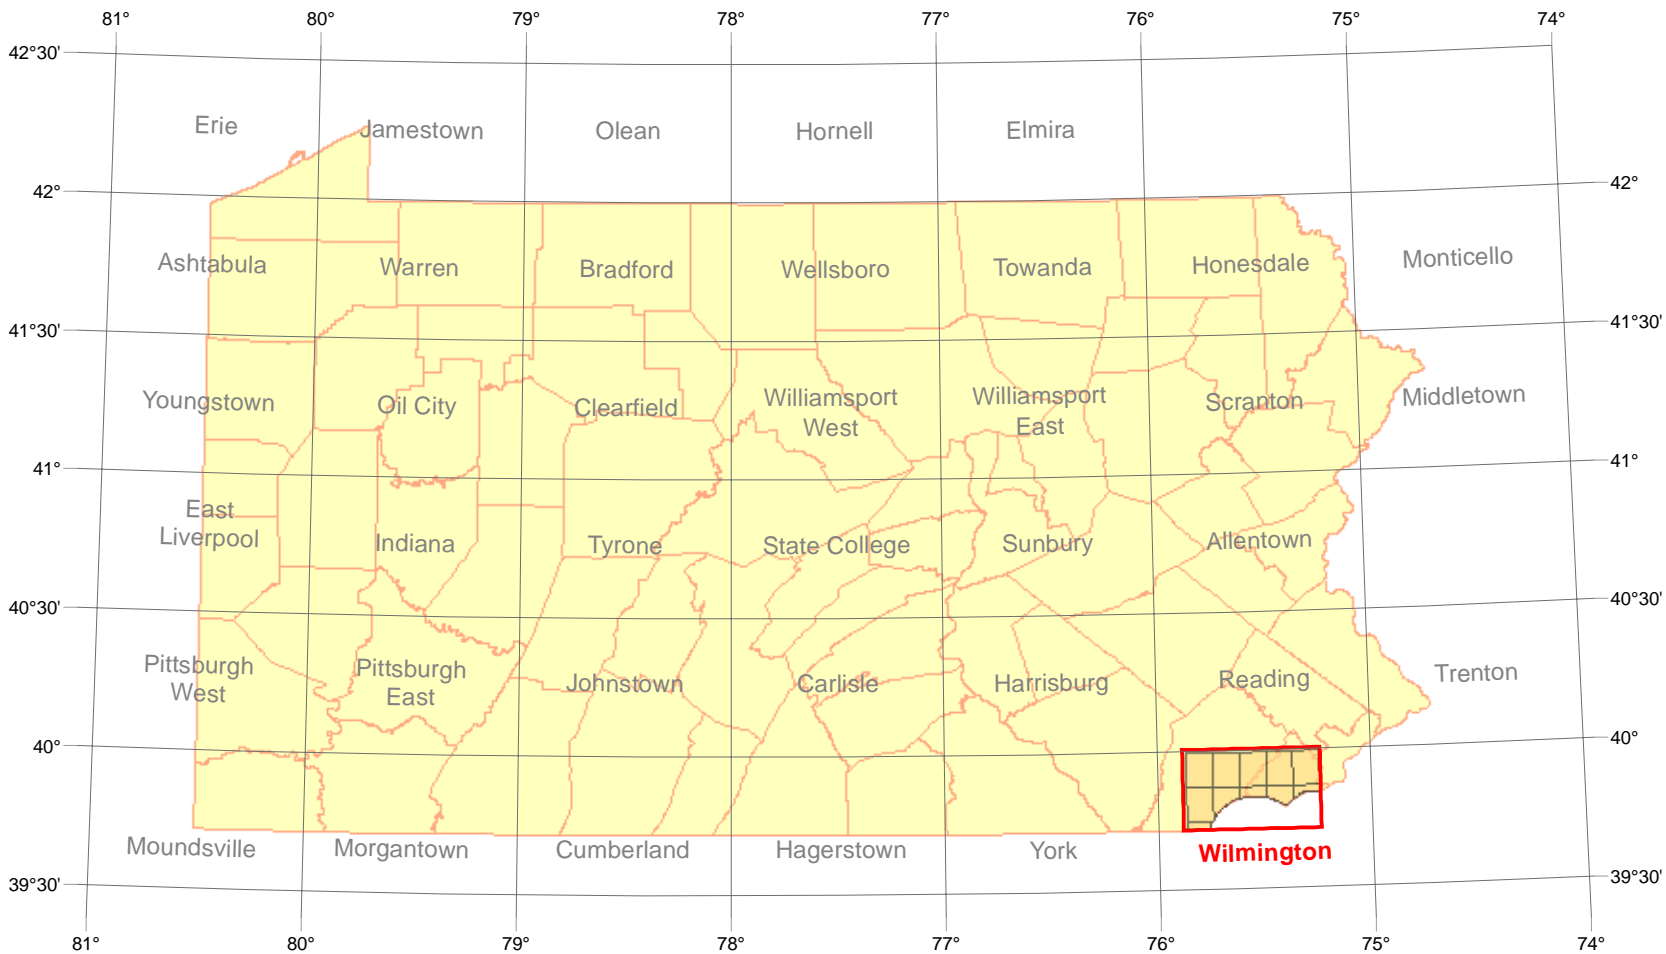 81° 80° 79° 78° 77° 76° 75° 74°
42°30'
Erie Jamestown Olean Hornell Elmira
42° 42°
Ashtabula Warren Bradford Wellsboro Towanda Honesdale Monticello
41°30' 41°30'
Youngstown Oil City Clearfield Williamsport
West Williamsport
East Scranton Middletown
41° 41°
East
Liverpool Indiana Tyrone State College Sunbury Allentown
40°30' 40°30'
Pittsburgh
West Pittsburgh
East Johnstown Carlisle Harrisburg Reading Trenton
40° 40°
Moundsville Morgantown Cumberland Hagerstown York Wilmington
39°30' 39°30'
81° 80° 79° 78° 77° 76° 75° 74°